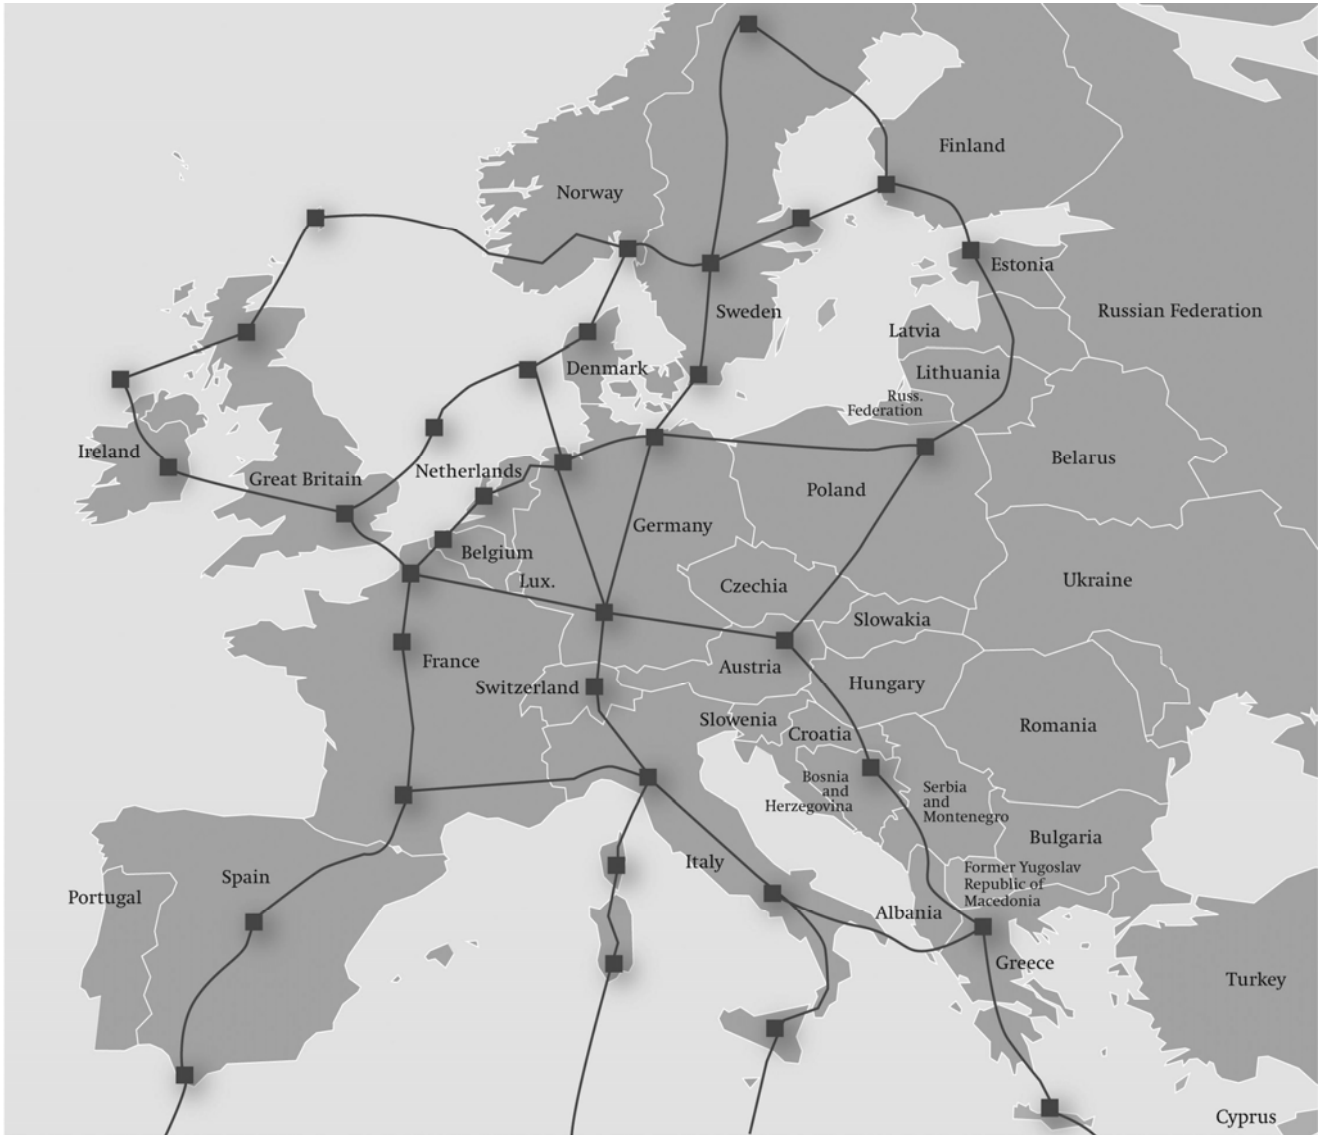 Finland
Norway
Estonia
Russian Federation
Sweden
Latvia
Denmark
Lithuania
Russ.
Federation
Ireland
Great Britain
Netherlands
Belarus
Poland
Germany
Belgium
Lux.
Czechia
Ukraine
Slowakia
France
Austria
Switzerland
Hungary
Slowenia
Croatia
Romania
Bosnia
and
Herzegovina
Serbia
and
Montenegro
Bulgaria
Italy
Former Yugoslav
Republic of
Macedonia
Spain
Portugal
Albania
Greece
Turkey
Cyprus